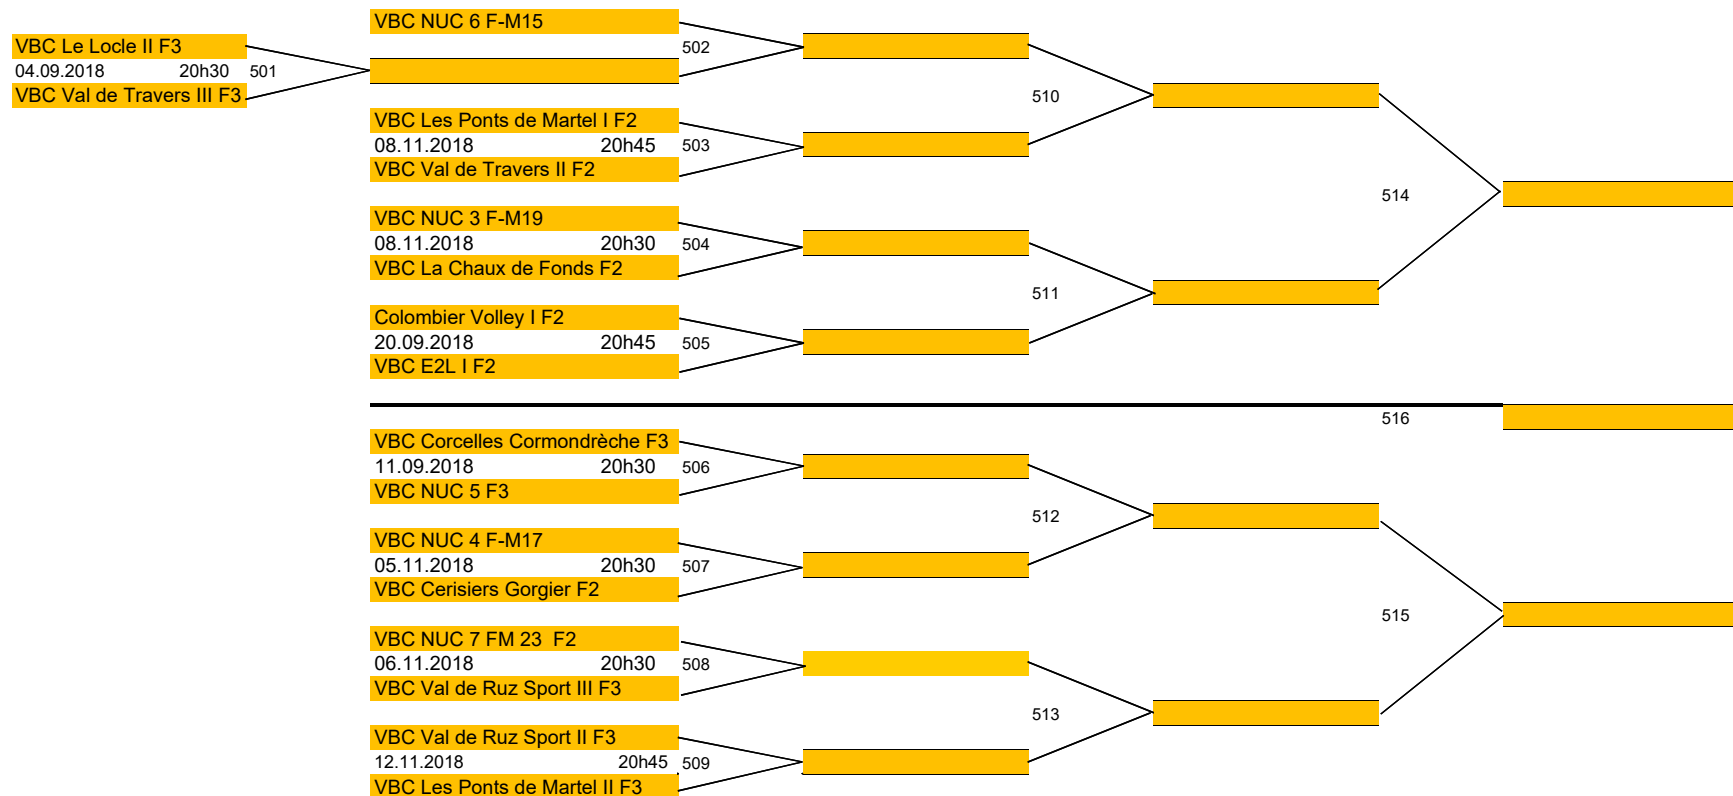 VBC NUC 6 F-M15
VBC Le Locle II F3
502
04.09.2018 20h30 501
VBC Val de Travers III F3
510
VBC Les Ponts de Martel I F2
08.11.2018 20h45 503
VBC Val de Travers II F2
514
VBC NUC 3 F-M19
08.11.2018 20h30 504
VBC La Chaux de Fonds F2
511
Colombier Volley I F2
20.09.2018 20h45 505
VBC E2L I F2
516
VBC Corcelles Cormondrèche F3
11.09.2018 20h30 506
VBC NUC 5 F3
512
VBC NUC 4 F-M17
05.11.2018 20h30 507
VBC Cerisiers Gorgier F2
515
VBC NUC 7 FM 23  F2
06.11.2018 20h30 508
VBC Val de Ruz Sport III F3
513
VBC Val de Ruz Sport II F3
12.11.2018 20h45 509
VBC Les Ponts de Martel II F3